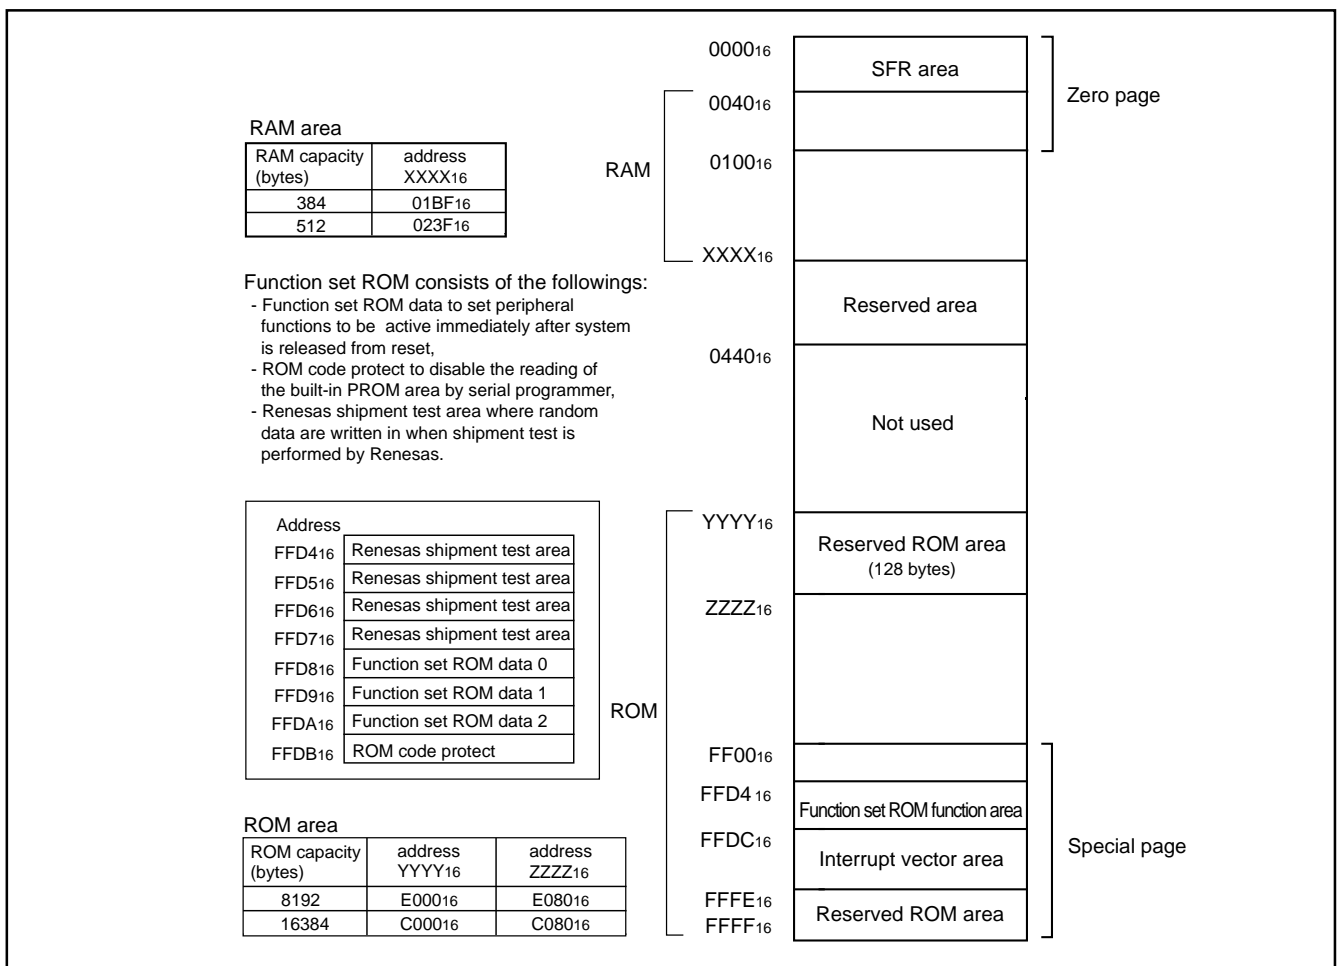 RAM area
RAM capacity (bytes) address XXXX16
384 01BF16
512 023F16
Function set ROM consists of the followings:
- Function set ROM data to set peripheral
functions to be active immediately after system
is released from reset,
- ROM code protect to disable the reading of
the built-in PROM area by serial programmer,
- Renesas shipment test area where random
data are written in when shipment test is
performed by Renesas.
Address
FFD416 Renesas shipment test area
FFD516 Renesas shipment test area
FFD616 Renesas shipment test area
FFD716 Renesas shipment test area
FFD816 Function set ROM data 0
FFD916 Function set ROM data 1
FFDA16 Function set ROM data 2
FFDB16 ROM code protect
ROM area
ROM capacity (bytes) address YYYY16 address ZZZZ16
8192 E00016 E08016
16384 C00016 C08016
RAM
ROM
000016
SFR area
004016
010016
XXXX16
Reserved area
044016
Not used
YYYY16
Reserved ROM area
(128 bytes)
ZZZZ16
FF0016
FFD4 16
Function set ROM function area
FFDC16
Interrupt vector area
FFFE16
Reserved ROM area
FFFF16
Zero page
Special page